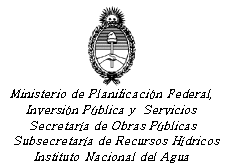 Ministerio de Planificación Federal,
Inversión Pública y Servicios
Secretaría de Obras Públicas
Subsecretaría de Recursos Hídricos
Instituto Nacional del Agua